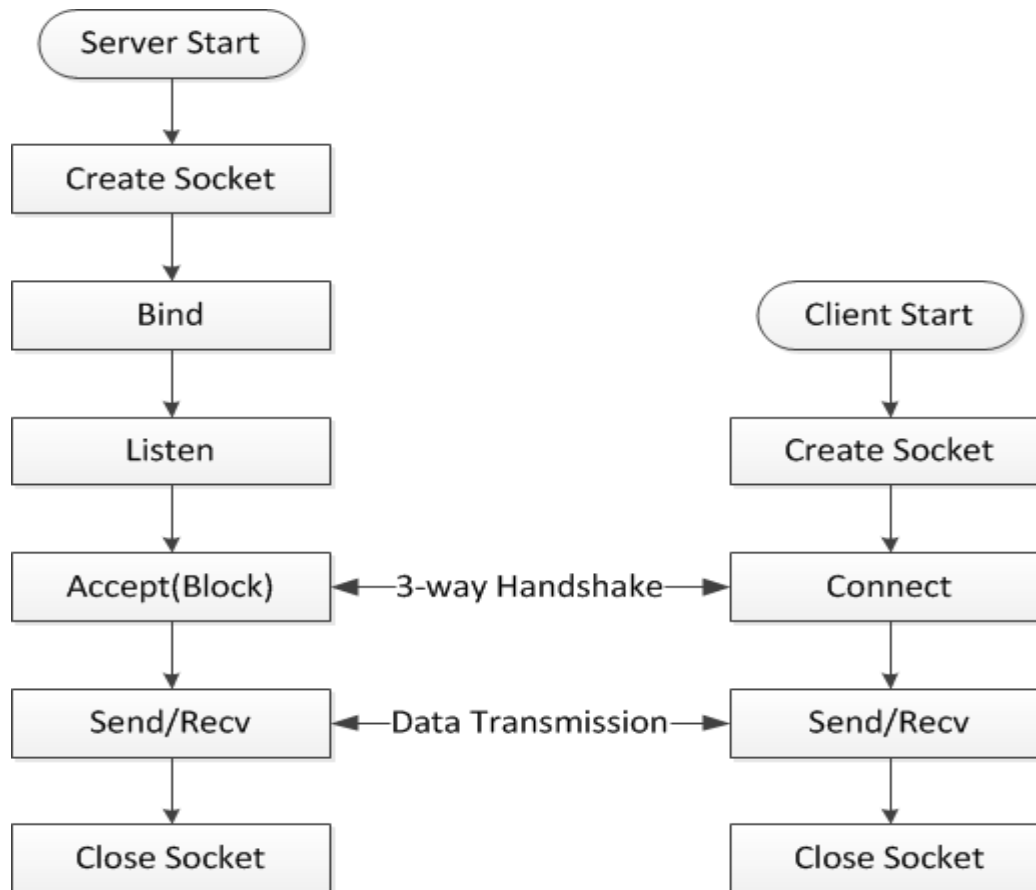 Server Start
Create Socket
Bind
Client Start
Listen
Create Socket
Accept(Block)
3-way Handshake
Connect
Send/Recv
Data Transmission
Send/Recv
Close Socket
Close Socket